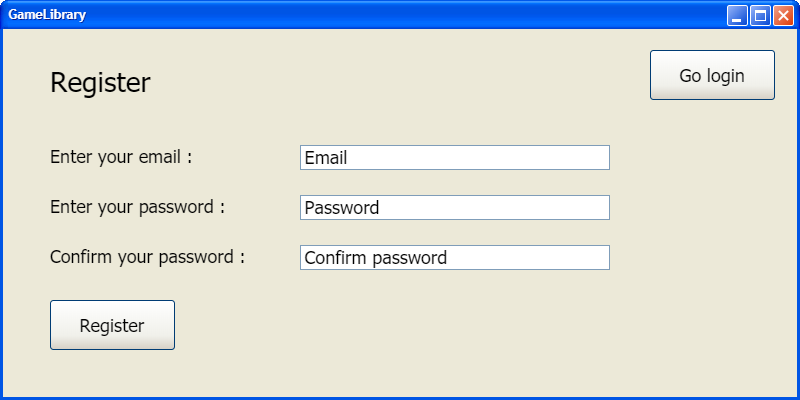 GameLibrary
Go login
Register
Enter your email :
Email
Enter your password :
Password
Confirm your password :
Confirm password
Register